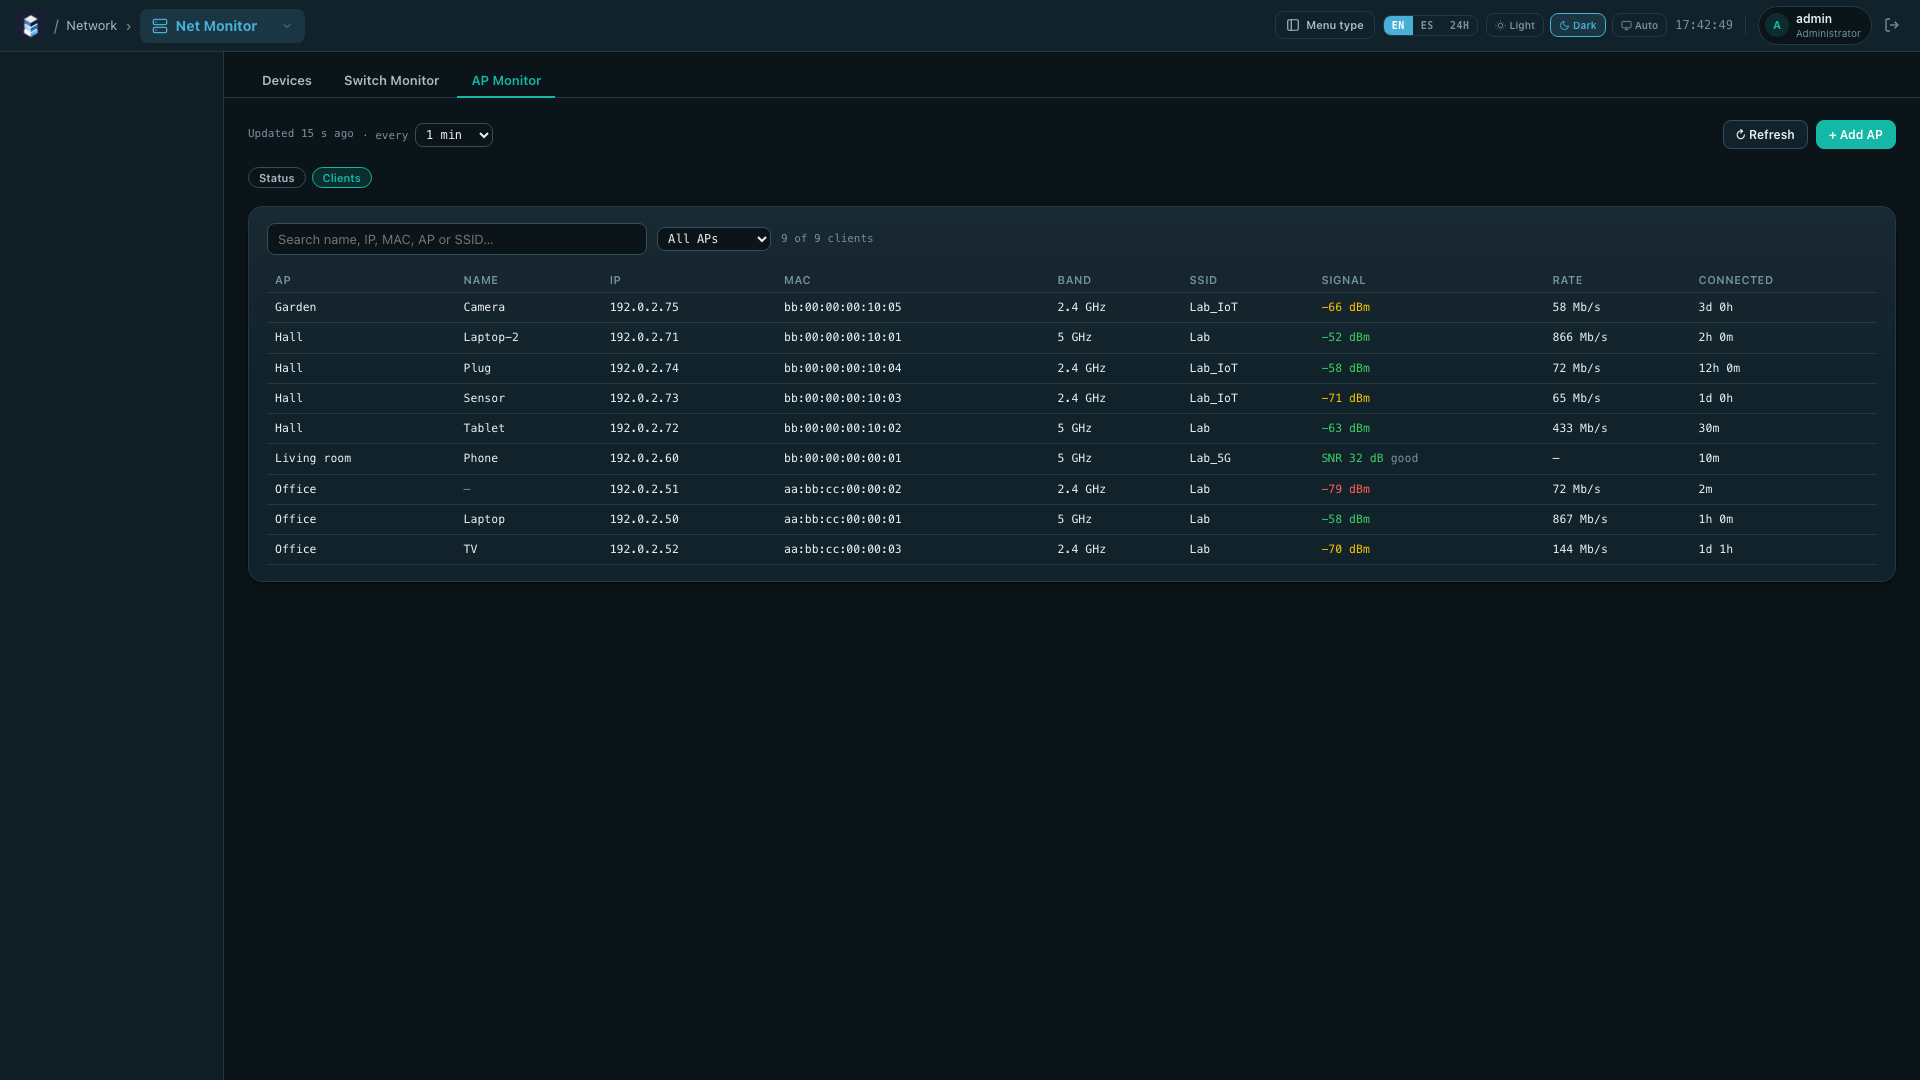 / Network › Net Monitor Menu type EN ES 24H Light Dark Auto 17:42:49 A admin Administrator
Devices Switch Monitor AP Monitor
Updated 15 s ago · every 1 min ↻ Refresh + Add AP
Status Clients
Search name, IP, MAC, AP or SSID... All APs 9 of 9 clients
AP NAME IP MAC BAND SSID SIGNAL RATE CONNECTED
Garden Camera 192.0.2.75 bb:00:00:00:10:05 2.4 GHz Lab_IoT −66 dBm 58 Mb/s 3d 0h
Hall Laptop-2 192.0.2.71 bb:00:00:00:10:01 5 GHz Lab −52 dBm 866 Mb/s 2h 0m
Hall Plug 192.0.2.74 bb:00:00:00:10:04 2.4 GHz Lab_IoT −58 dBm 72 Mb/s 12h 0m
Hall Sensor 192.0.2.73 bb:00:00:00:10:03 2.4 GHz Lab_IoT −71 dBm 65 Mb/s 1d 0h
Hall Tablet 192.0.2.72 bb:00:00:00:10:02 5 GHz Lab −63 dBm 433 Mb/s 30m
Living room Phone 192.0.2.60 bb:00:00:00:00:01 5 GHz Lab_5G SNR 32 dB good — 10m
Office — 192.0.2.51 aa:bb:cc:00:00:02 2.4 GHz Lab −79 dBm 72 Mb/s 2m
Office Laptop 192.0.2.50 aa:bb:cc:00:00:01 5 GHz Lab −58 dBm 867 Mb/s 1h 0m
Office TV 192.0.2.52 aa:bb:cc:00:00:03 2.4 GHz Lab −70 dBm 144 Mb/s 1d 1h